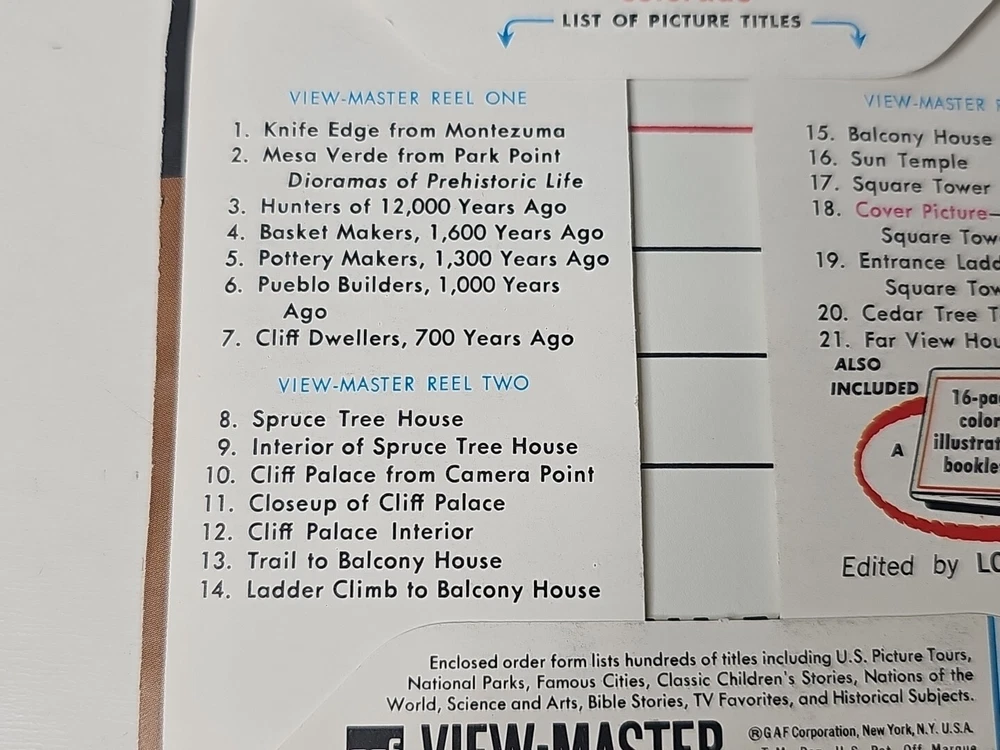 LIST OF PICTURE TITLES
VIEW-MASTER REEL ONE
1. Knife Edge from Montezuma
2. Mesa Verde from Park Point
Dioramas of Prehistoric Life
3. Hunters of 12,000 Years Ago
4. Basket Makers, 1,600 Years Ago
5. Pottery Makers, 1,300 Years Ago
6. Pueblo Builders, 1,000 Years
Ago
7. Cliff Dwellers, 700 Years Ago
VIEW-MASTER REEL TWO
8. Spruce Tree House
9. Interior of Spruce Tree House
10. Cliff Palace from Camera Point
11. Closeup of Cliff Palace
12. Cliff Palace Interior
13. Trail to Balcony House
14. Ladder Climb to Balcony House
VIEW-MASTER
15. Balcony House
16. Sun Temple
17. Square Tower
18. Cover Picture—
Square
19. Entrance
Square
20. Cedar Tree
21. Far View
ALSO
INCLUDED
A
color
Edited by
Enclosed order form lists hundreds of titles including U.S. Picture Tours,
National Parks, Famous Cities, Classic Children's Stories, Nations of the
World, Science and Arts, Bible Stories, TV Favorites, and Historical Subjects.
VIEW-MASTER
®GAF Corporation, New York, N.Y. U.S.A.